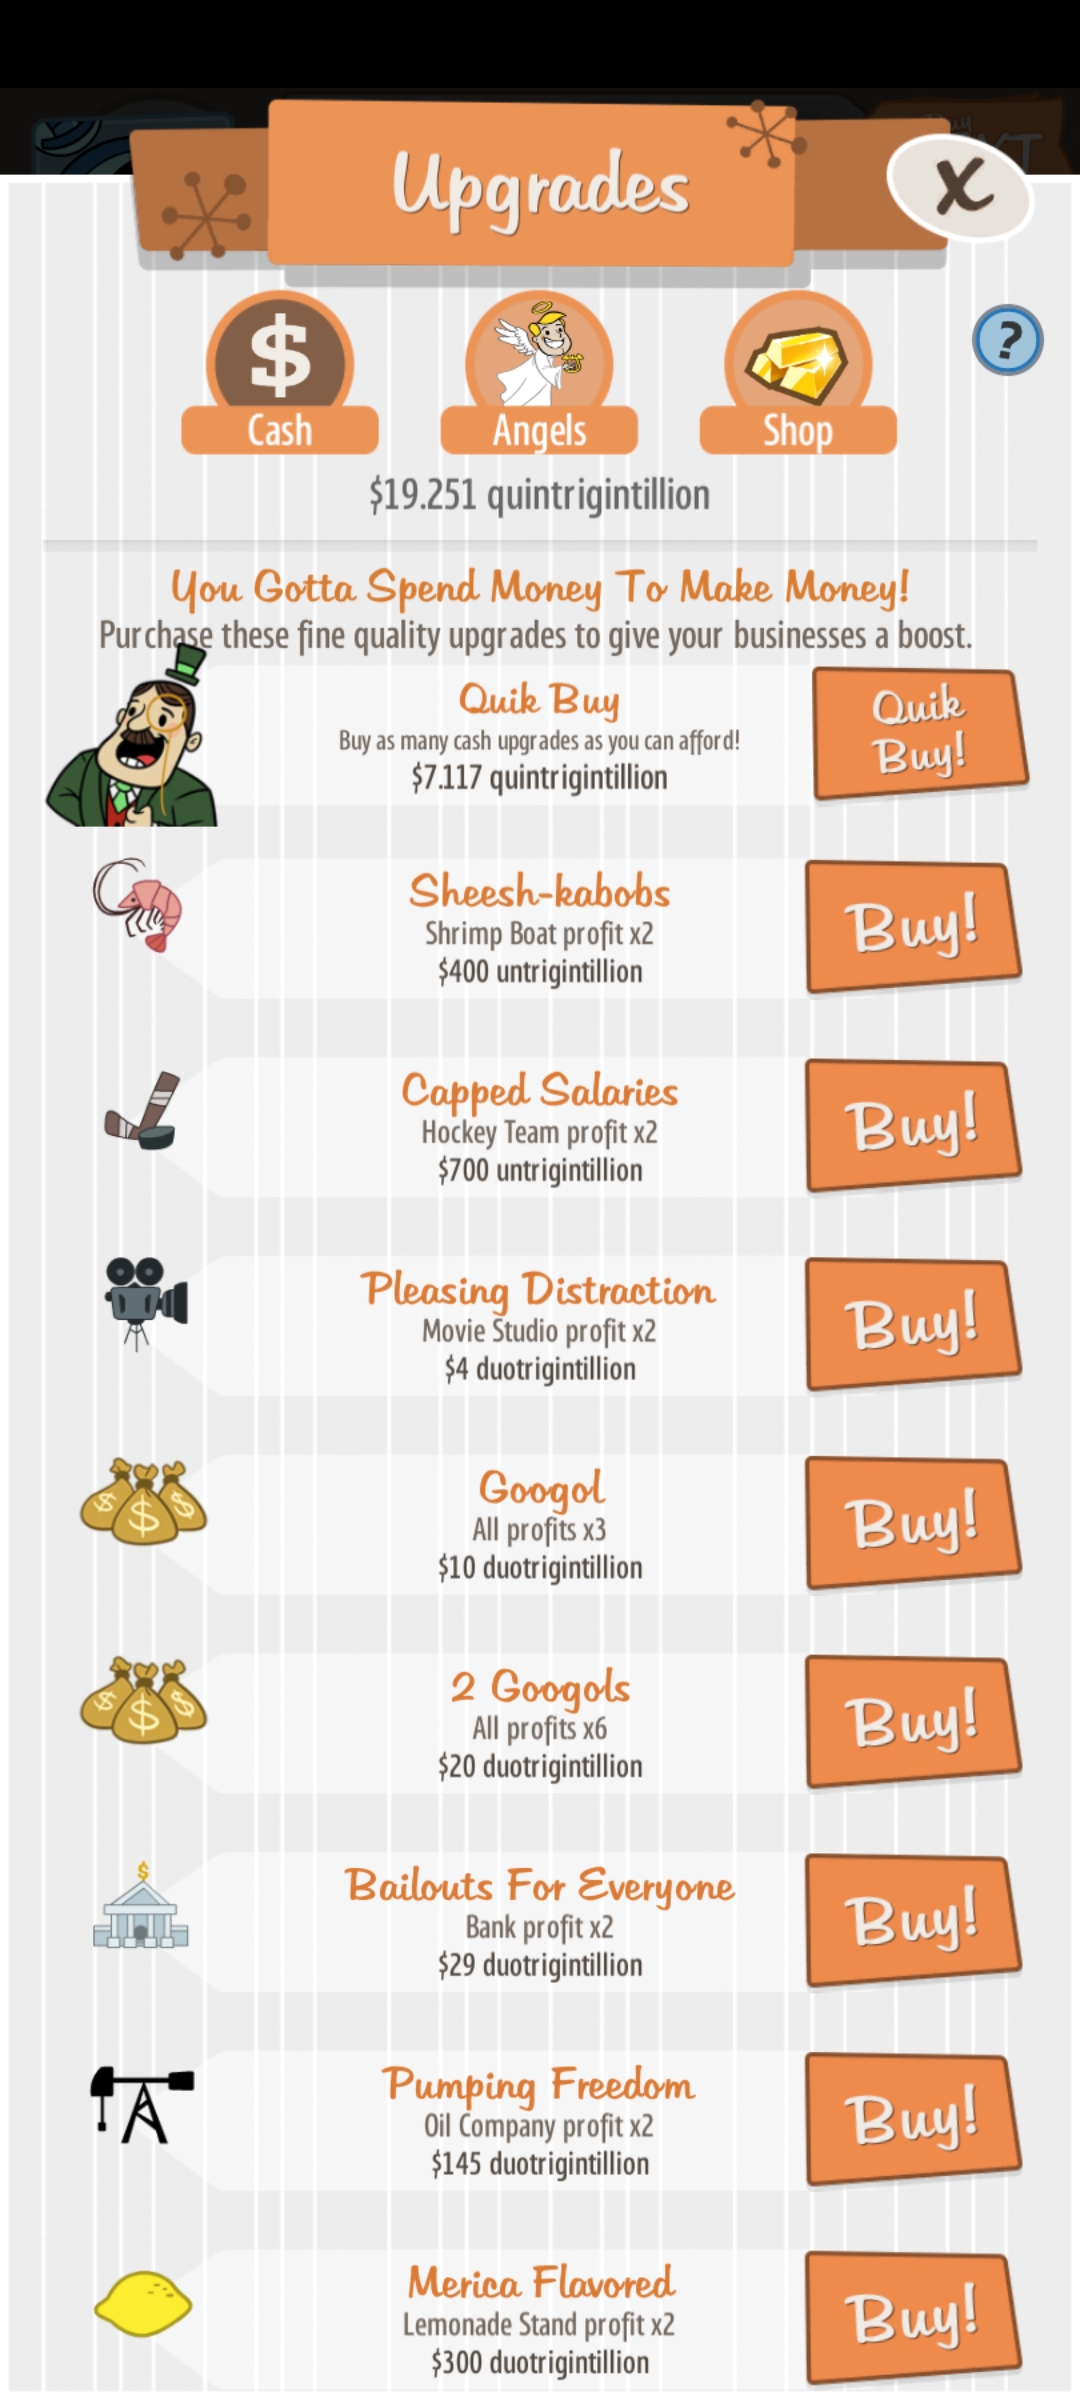 Upgrades
X
$
Cash
Angels
Shop
?
$19.251 quintrigintillion
You Gotta Spend Money To Make Money!
Purchase these fine quality upgrades to give your businesses a boost.
Quik Buy
Buy as many cash upgrades as you can afford!
$7.117 quintrigintillion
Quik
Buy!
Sheesh-kabobs
Shrimp Boat profit x2
$400 untrigintillion
Buy!
Capped Salaries
Hockey Team profit x2
$700 untrigintillion
Buy!
Pleasing Distraction
Movie Studio profit x2
$4 duotrigintillion
Buy!
Googol
All profits x3
$10 duotrigintillion
Buy!
2 Googols
All profits x6
$20 duotrigintillion
Buy!
Bailouts For Everyone
Bank profit x2
$29 duotrigintillion
Buy!
Pumping Freedom
Oil Company profit x2
$145 duotrigintillion
Buy!
Merica Flavored
Lemonade Stand profit x2
$300 duotrigintillion
Buy!